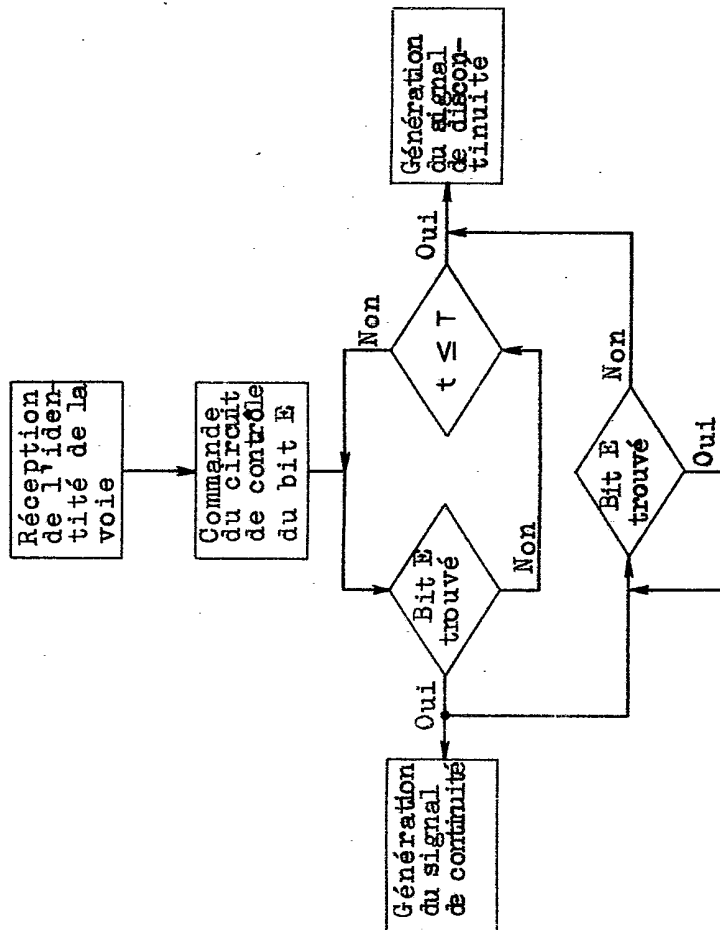 Réception
de l'iden-
tité de la
voie
Commande
du circuit
de contrôle
du bit E
Non
Oui
Génération
du signal
de discon-
tinuité
t ≤ T
Bit E
trouvé
Oui
Non
Génération
du signal
de continuité
Bit E
trouvé
Non
Oui